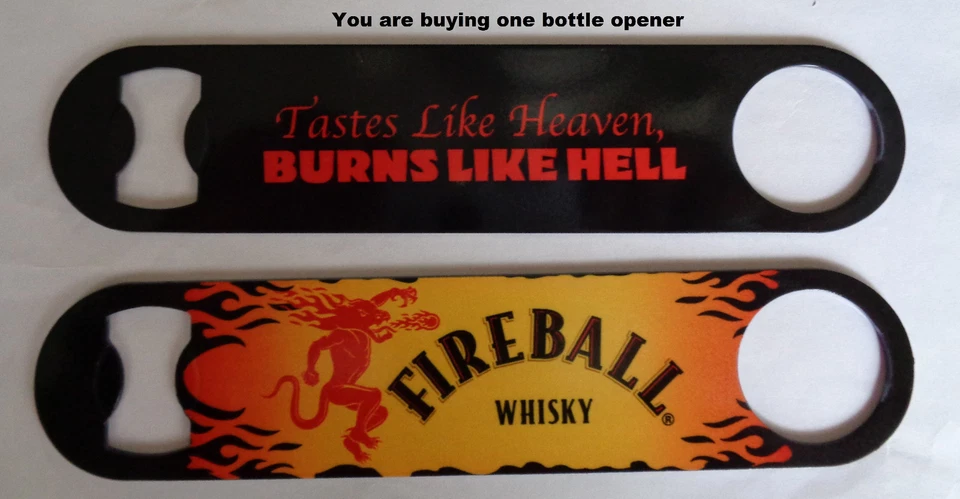 You are buying one bottle opener
Tastes Like Heaven,
BURNS LIKE HELL
FIREBALL
WHISKY
®